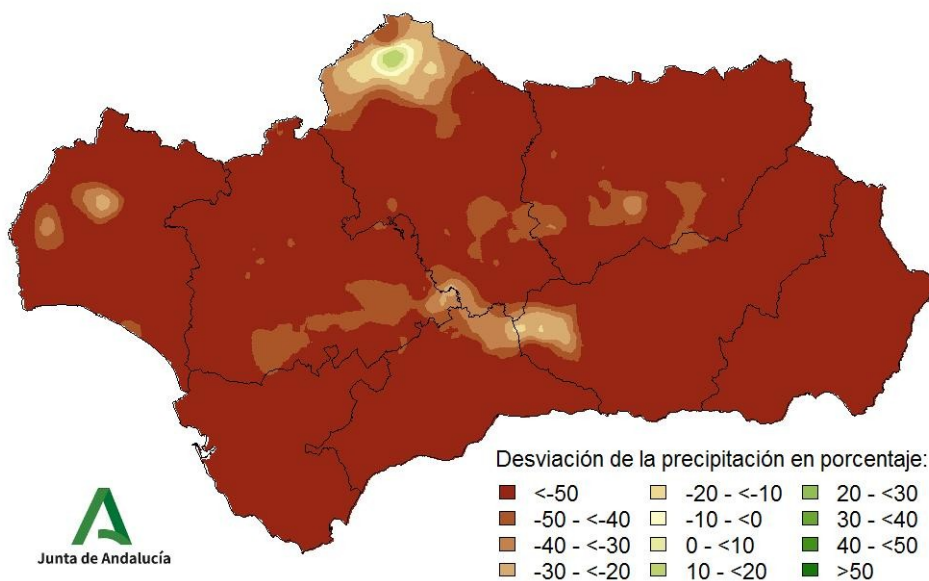 Desviación de la precipitación en porcentaje:
<-50
-50 - <-40
-40 - <-30
-30 - <-20
-20 - <-10
-10 - <0
0 - <10
10 - <20
20 - <30
30 - <40
40 - <50
>50
Junta de Andalucía